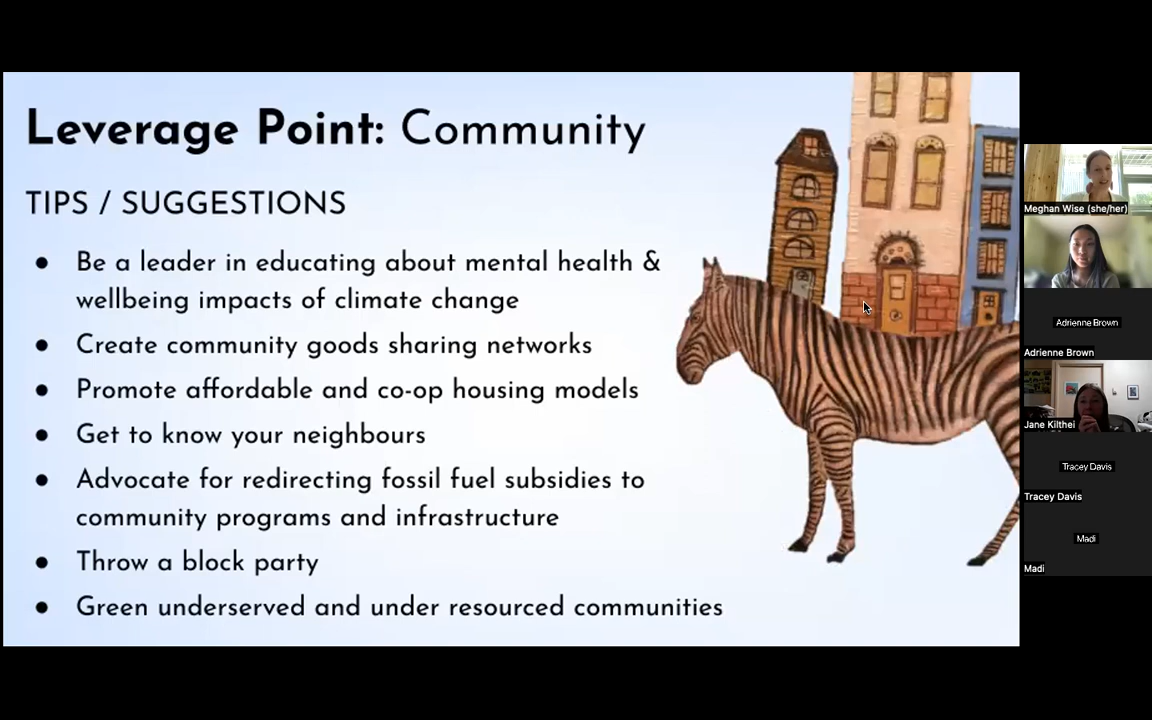 Leverage Point: Community
TIPS / SUGGESTIONS
● Be a leader in educating about mental health &
wellbeing impacts of climate change
● Create community goods sharing networks
● Promote affordable and co-op housing models
● Get to know your neighbours
● Advocate for redirecting fossil fuel subsidies to
community programs and infrastructure
● Throw a block party
● Green underserved and under resourced communities
Meghan Wise (she/her)
Adrienne Brown
Adrienne Brown
Jane Kilthei
Tracey Davis
Tracey Davis
Madi
Madi